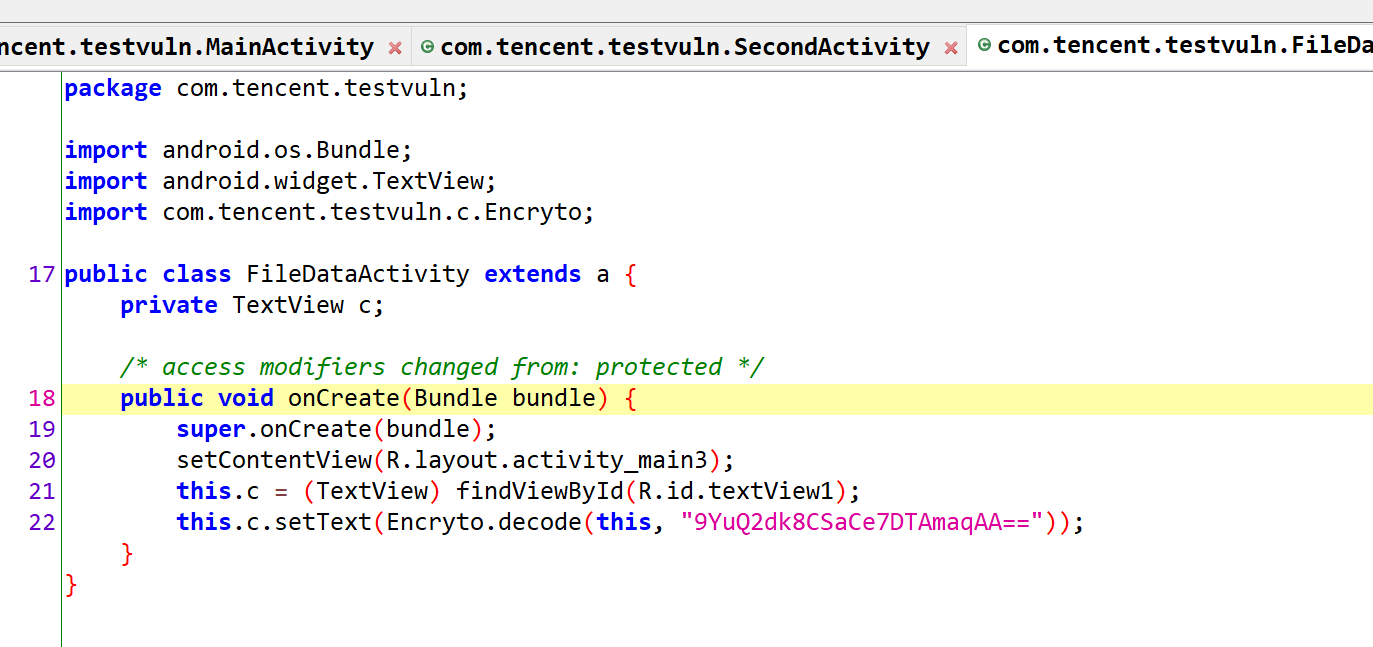 ncent.testvuln.MainActivity × C com.tencent.testvuln.SecondActivity × C com.tencent.testvuln.FileDa
package com.tencent.testvuln;
import android.os.Bundle;
import android.widget.TextView;
import com.tencent.testvuln.c.Encryto;
17 public class FileDataActivity extends a {
private TextView c;
/* access modifiers changed from: protected */
18 public void onCreate(Bundle bundle) {
19 super.onCreate(bundle);
20 setContentView(R.layout.activity_main3);
21 this.c = (TextView) findViewById(R.id.textView1);
22 this.c.setText(Encryto.decode(this, "9YuQ2dk8CSaCe7DTAmaqAA=="));
}
}